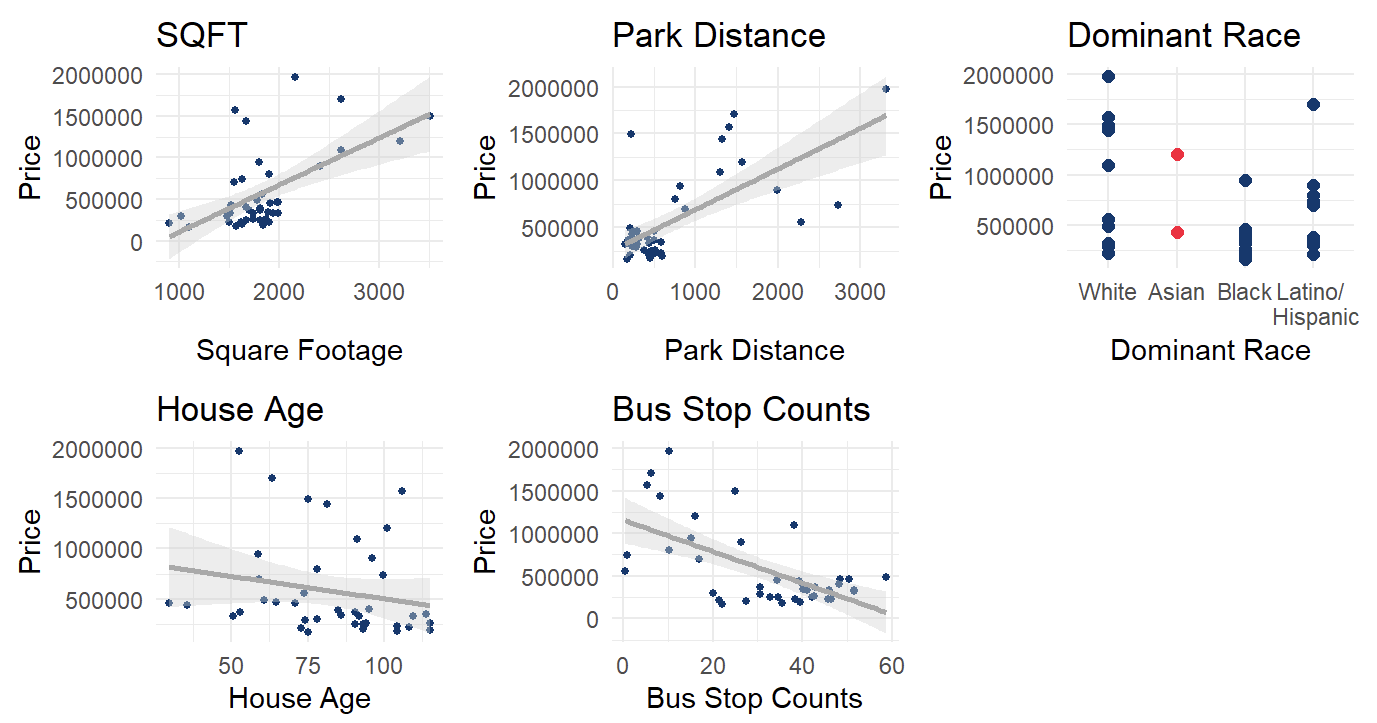 SQFT
Price
2000000
1500000
1000000
500000
0
1000 2000 3000
Square Footage
Park Distance
Price
2000000
1500000
1000000
500000
0 1000 2000 3000
Park Distance
Dominant Race
Price
2000000
1500000
1000000
500000
White Asian Black Latino/
Hispanic
Dominant Race
House Age
Price
2000000
1500000
1000000
500000
50 75 100
House Age
Bus Stop Counts
Price
2000000
1500000
1000000
500000
0
0 20 40 60
Bus Stop Counts